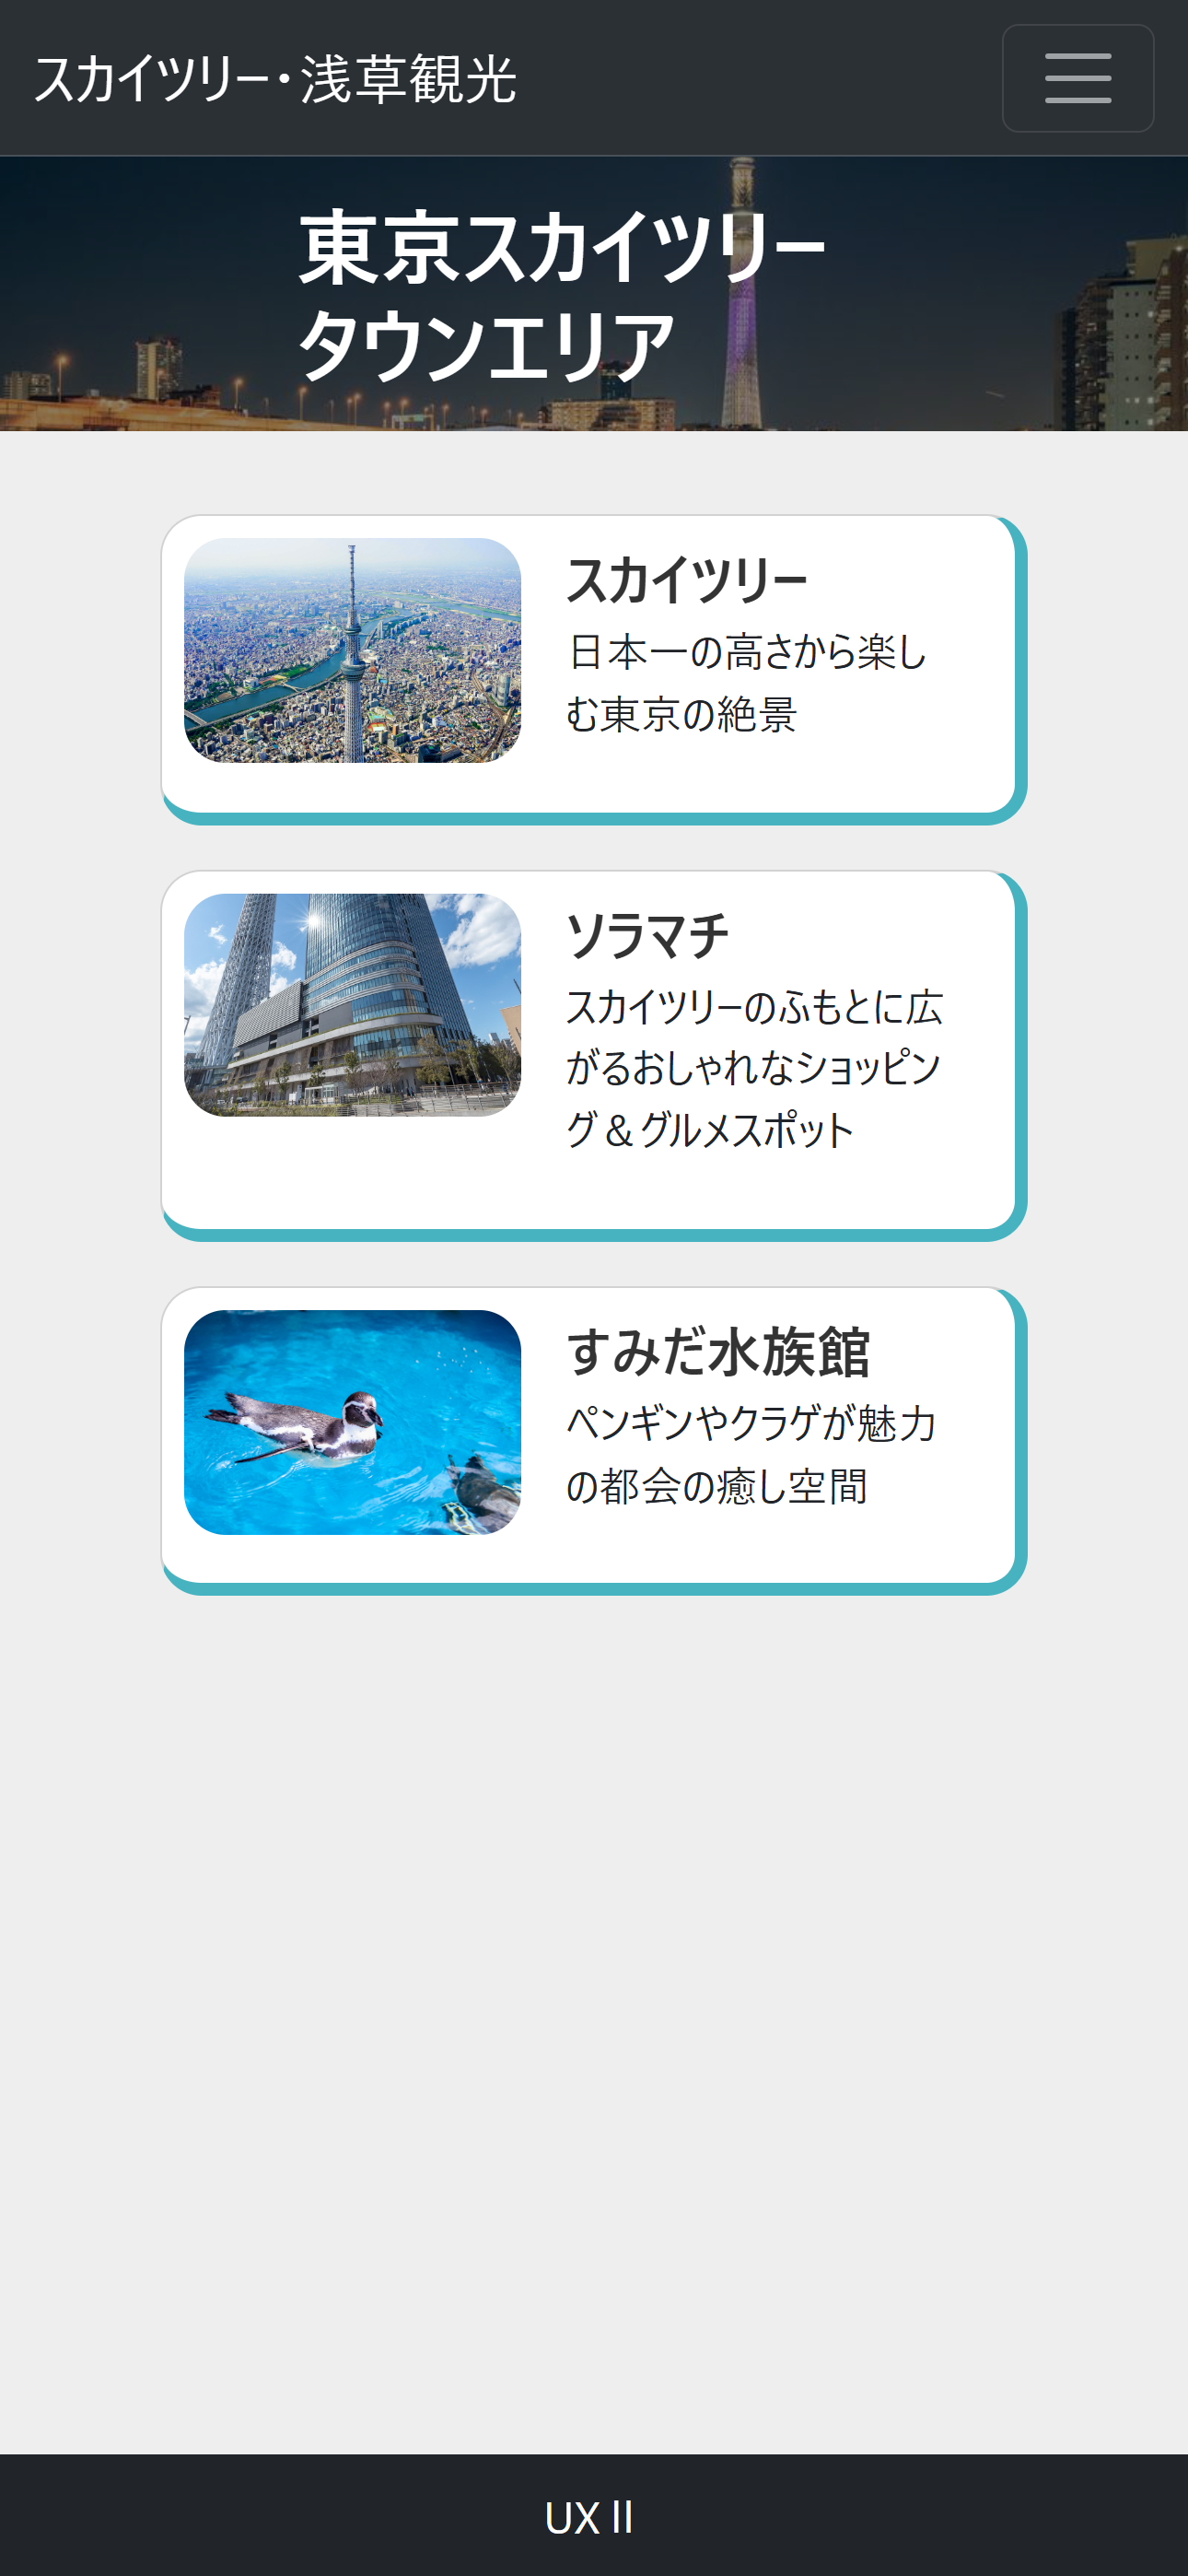 スカイツリー・浅草観光
東京スカイツリー
タウンエリア
スカイツリー
日本一の高さから楽し
む東京の絶景
ソラマチ
スカイツリーのふもとに広
がるおしゃれなショッピン
グ＆グルメスポット
すみだ水族館
ペンギンやクラゲが魅力
の都会の癒し空間
UXⅡ